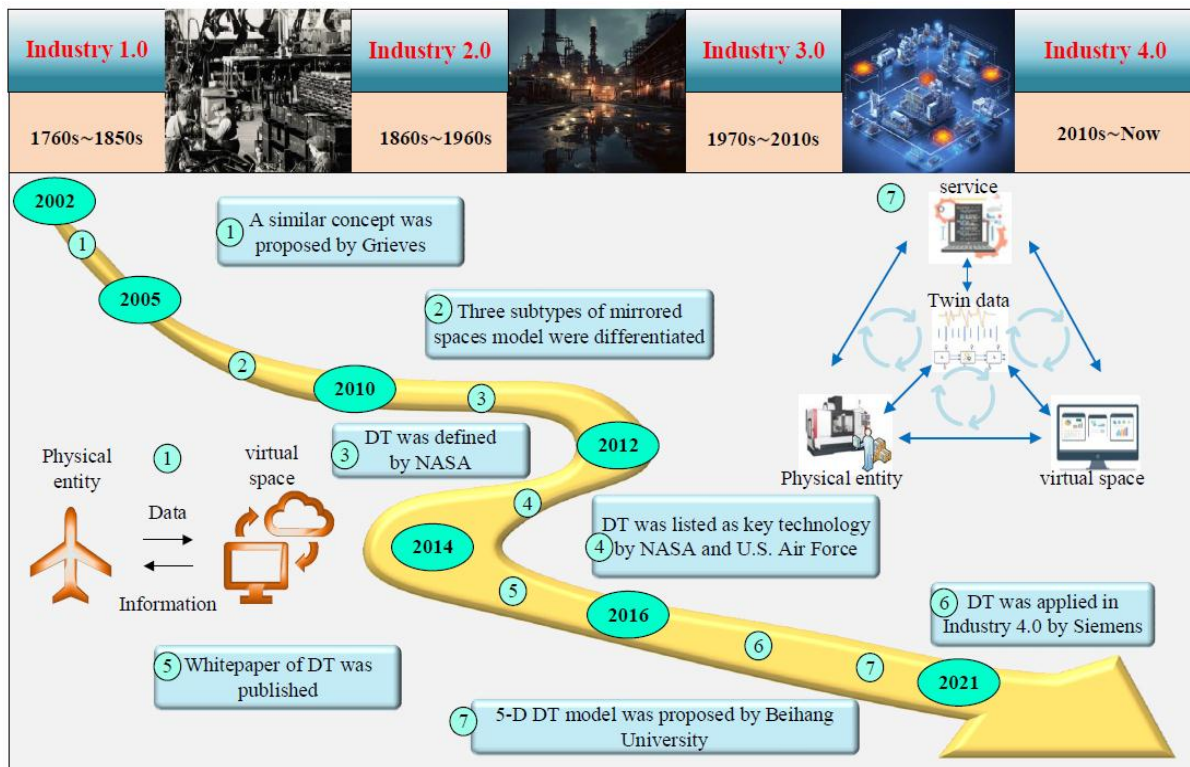 Industry 1.0
Industry 2.0
Industry 3.0
Industry 4.0
1760s~1850s
1860s~1960s
1970s~2010s
2010s~Now
2002
1
2005
2
2010
3
2012
4
2014
5
2016
6
7
2021
1
A similar concept was
proposed by Grieves
2
Three subtypes of mirrored
spaces model were differentiated
3
DT was defined
by NASA
4
DT was listed as key technology
by NASA and U.S. Air Force
5
Whitepaper of DT was
published
6
DT was applied in
Industry 4.0 by Siemens
7
5-D DT model was proposed by Beihang
University
1
Physical
entity
virtual
space
Data
Information
7
service
Twin data
Physical entity
virtual space